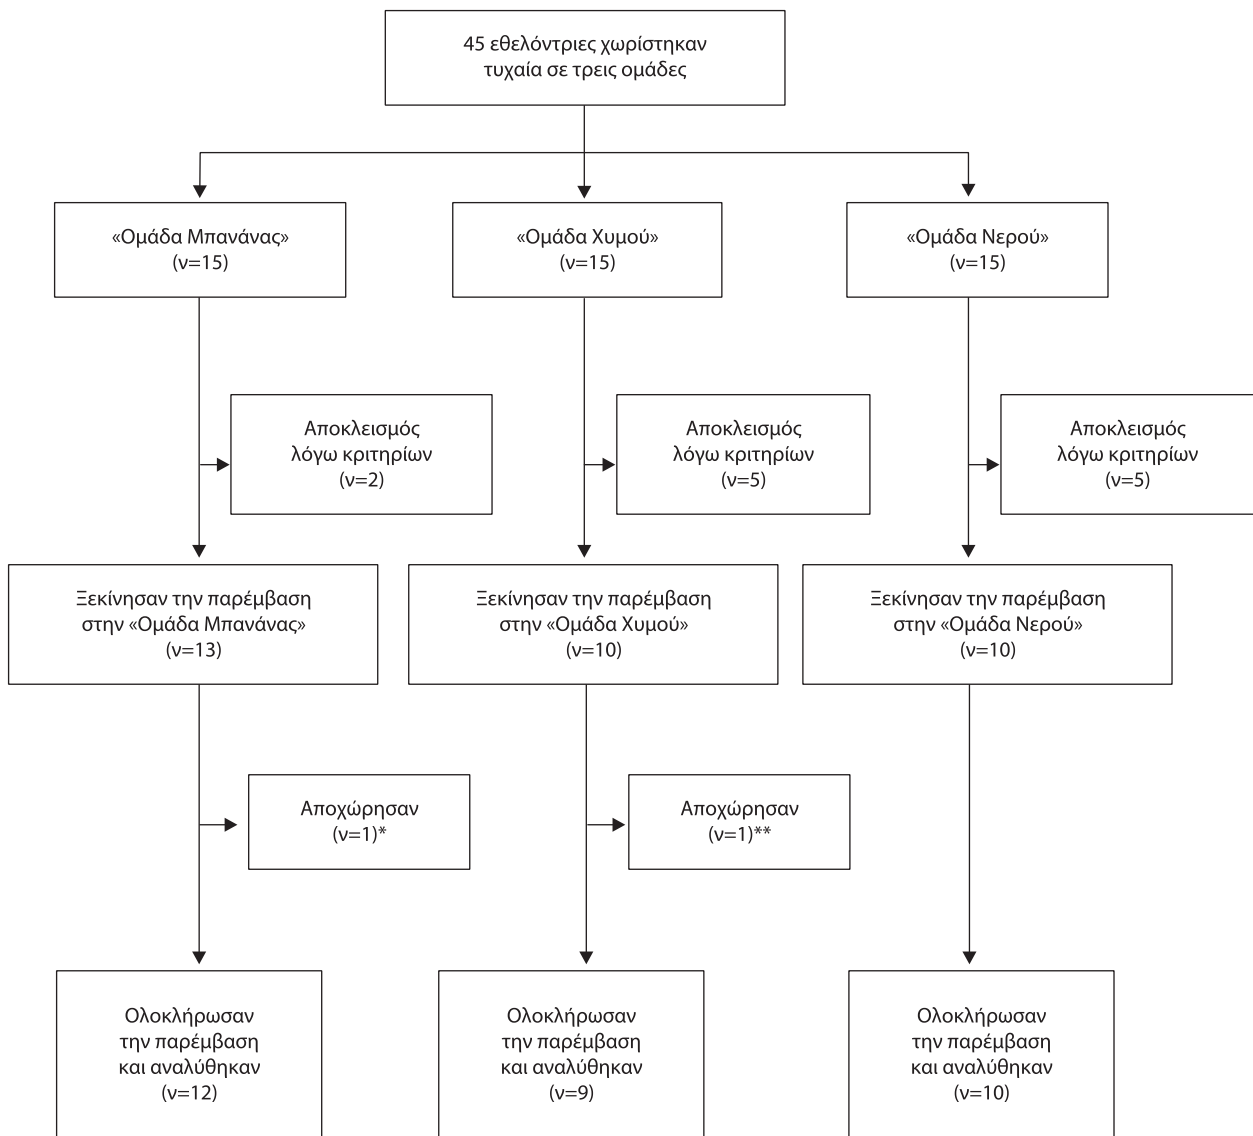 45 εθελόντριες χωρίστηκαν
τυχαία σε τρεις ομάδες
«Ομάδα Μπανάνας»
(ν=15)
«Ομάδα Χυμού»
(ν=15)
«Ομάδα Νερού»
(ν=15)
Αποκλεισμός
λόγω κριτηρίων
(ν=2)
Αποκλεισμός
λόγω κριτηρίων
(ν=5)
Αποκλεισμός
λόγω κριτηρίων
(ν=5)
Ξεκίνησαν την παρέμβαση
στην «Ομάδα Μπανάνας»
(ν=13)
Ξεκίνησαν την παρέμβαση
στην «Ομάδα Χυμού»
(ν=10)
Ξεκίνησαν την παρέμβαση
στην «Ομάδα Νερού»
(ν=10)
Αποχώρησαν
(ν=1)*
Αποχώρησαν
(ν=1)**
Ολοκλήρωσαν
την παρέμβαση
και αναλύθηκαν
(ν=12)
Ολοκλήρωσαν
την παρέμβαση
και αναλύθηκαν
(ν=9)
Ολοκλήρωσαν
την παρέμβαση
και αναλύθηκαν
(ν=10)